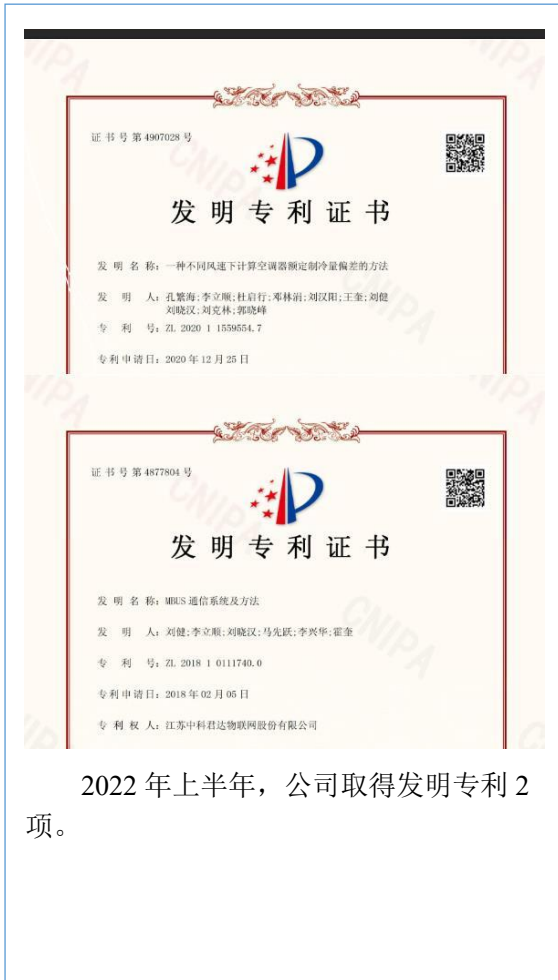 证书号第4907028号
发明专利证书
发明名称：一种不同风速下计算空调器额定制冷量偏差的方法
发明人：孔繁海;李立顺;杜启行;邓林涓;刘汉阳;王奎;刘健
刘晓汉;刘克林;郭晓峰
专利号：ZL 2020 1 1559554.7
专利申请日：2020年12月25日
证书号第4877804号
发明专利证书
发明名称：MBUS通信系统及方法
发明人：刘健;李立顺;刘晓汉;马先跃;李兴华;霍奎
专利号：ZL 2018 1 0111740.0
专利申请日：2018年02月05日
专利权人：江苏中科君达物联网股份有限公司
2022 年上半年，公司取得发明专利 2
项。